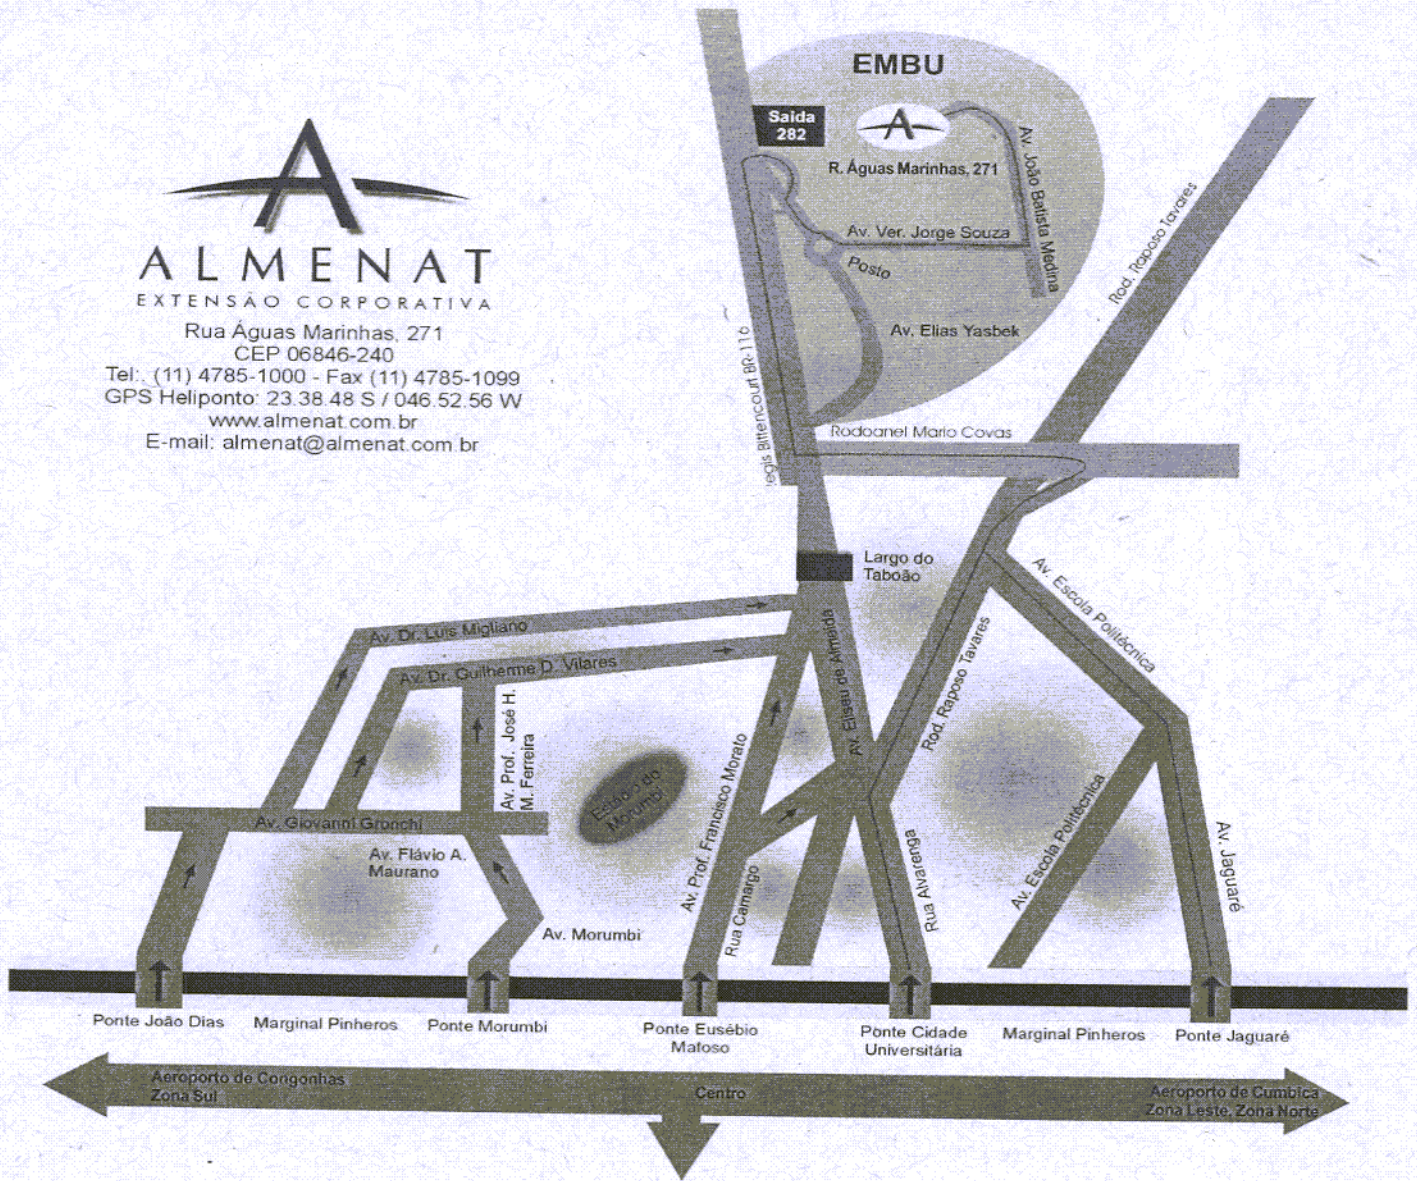 EMBU
Saida
282
A
R. Águas Marinhas, 271
Av. João Batista Medina
Av. Ver. Jorge Souza
Posto
Av. Elias Yasbek
Rod. Raposo Tavares
ALMENAT
EXTENSÃO CORPORATIVA
Rua Águas Marinhas, 271
CEP 06846-240
Tel:. (11) 4785-1000 - Fax (11) 4785-1099
GPS Heliponto: 23.38.48 S / 046.52.56 W
www.almenat.com.br
E-mail: almenat@almenat.com.br
egis Bittencourt BR-116
Rodoanel Mario Covas
Largo do
Taboão
Av. Escola Politécnica
Av. Dr. Luis Migliano
Av. Dr. Guilherme D. Vilares
Av. Prof. José H.
M. Ferreira
Av. Eliseu de Almeida
Rod. Raposo Tavares
Estádio do
Morumbi
Av. Prof. Francisco Morato
Av. Giovanni Gronchi
Av. Flávio A.
Maurano
Av. Morumbi
Rua Camargo
Rua Alvarenga
Av. Escola Politécnica
Av. Jaguaré
Ponte João Dias
Marginal Pinheros
Ponte Morumbi
Ponte Eusébio
Mafoso
Ponte Cidade
Universitária
Marginal Pinheros
Ponte Jaguaré
Aeroporto de Congonhas
Zona Sul
Centro
Aeroporto de Cumbica
Zona Leste, Zona Norte